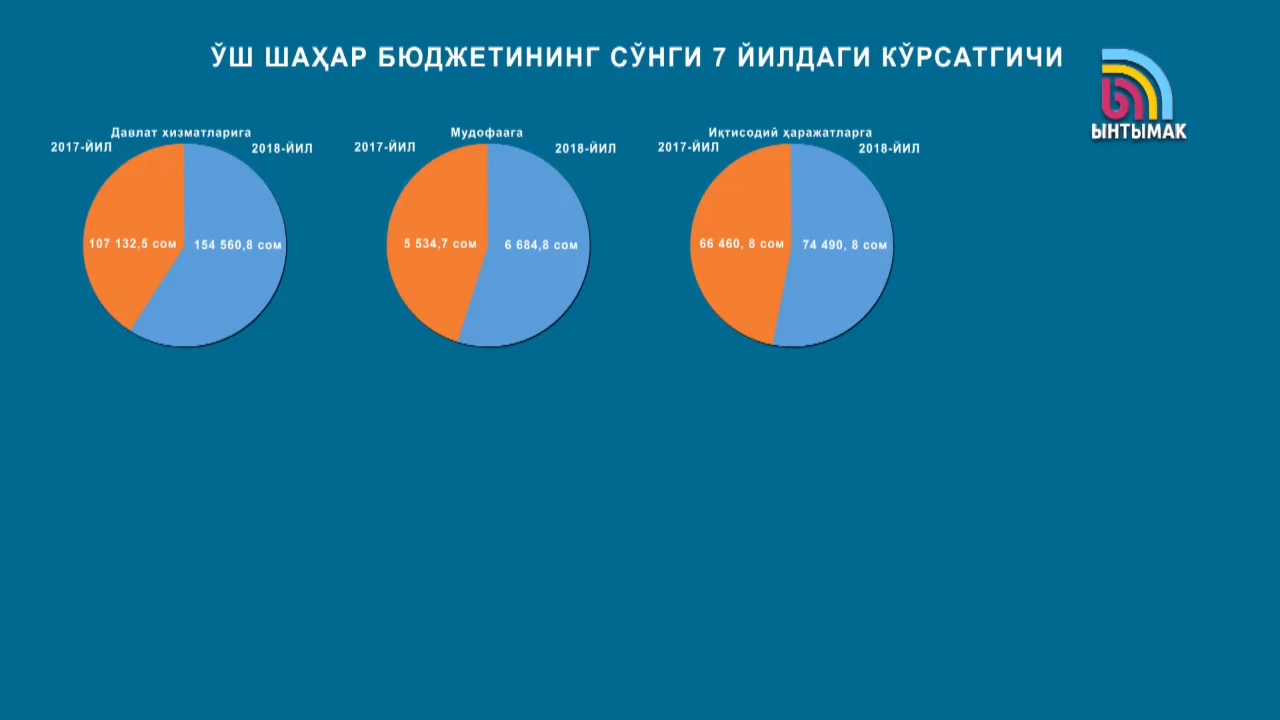 ЎШ ШАҲАР БЮДЖЕТИНИНГ СЎНГИ 7 ЙИЛДАГИ КЎРСАТГИЧИ
ЫНТЫМАК
Давлат хизматларига
2017-ЙИЛ
2018-ЙИЛ
107 132,5 сом
154 560,8 сом
Мудофаага
2017-ЙИЛ
2018-ЙИЛ
5 534,7 сом
6 684,8 сом
Иқтисодий ҳаражатларга
2017-ЙИЛ
2018-ЙИЛ
66 460, 8 сом
74 490, 8 сом